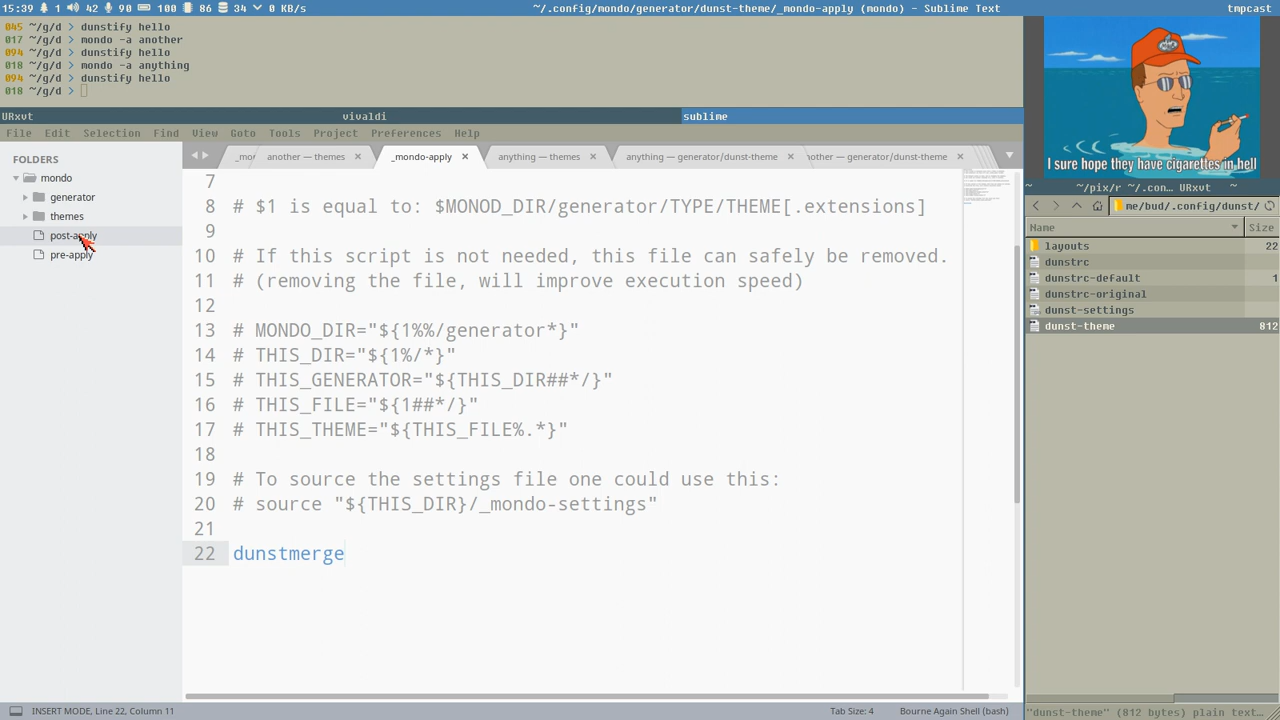 15:39 1 42 90 100 86 34 0 KB/s ~/.config/mondo/generator/dunst-theme/_mondo-apply (mondo) - Sublime Text tmpcast
045 ~/g/d > dunstify hello
017 ~/g/d > mondo -a another
094 ~/g/d > dunstify hello
018 ~/g/d > mondo -a anything
094 ~/g/d > dunstify hello
018 ~/g/d >
URxvt vivaldi sublime
File Edit Selection Find View Goto Tools Project Preferences Help
FOLDERS
mondo
generator
themes
post-apply
pre-apply
_mo another — themes _mondo-apply anything — themes anything — generator/dunst-theme nother — generator/dunst-theme
7
8 # is equal to: $MONOD_DIR/generator/TYPE/THEME[.extensions]
9
10 # If this script is not needed, this file can safely be removed.
11 # (removing the file, will improve execution speed)
12
13 # MONDO_DIR="${1%%/generator*}"
14 # THIS_DIR="${1%/*}"
15 # THIS_GENERATOR="${THIS_DIR##*/}"
16 # THIS_FILE="${1##*/}"
17 # THIS_THEME="${THIS_FILE%.*}"
18
19 # To source the settings file one could use this:
20 # source "${THIS_DIR}/_mondo-settings"
21
22 dunstmerge
INSERT MODE, Line 22, Column 11 Tab Size: 4 Bourne Again Shell (bash)
I sure hope they have cigarettes in hell
~ ~/pix/r ~/.con… URxvt
me/bud/.config/dunst/
Name Size
layouts 22
dunstrc
dunstrc-default 1
dunstrc-original
dunst-settings
dunst-theme 812
"dunst-theme" (812 bytes) plain text…